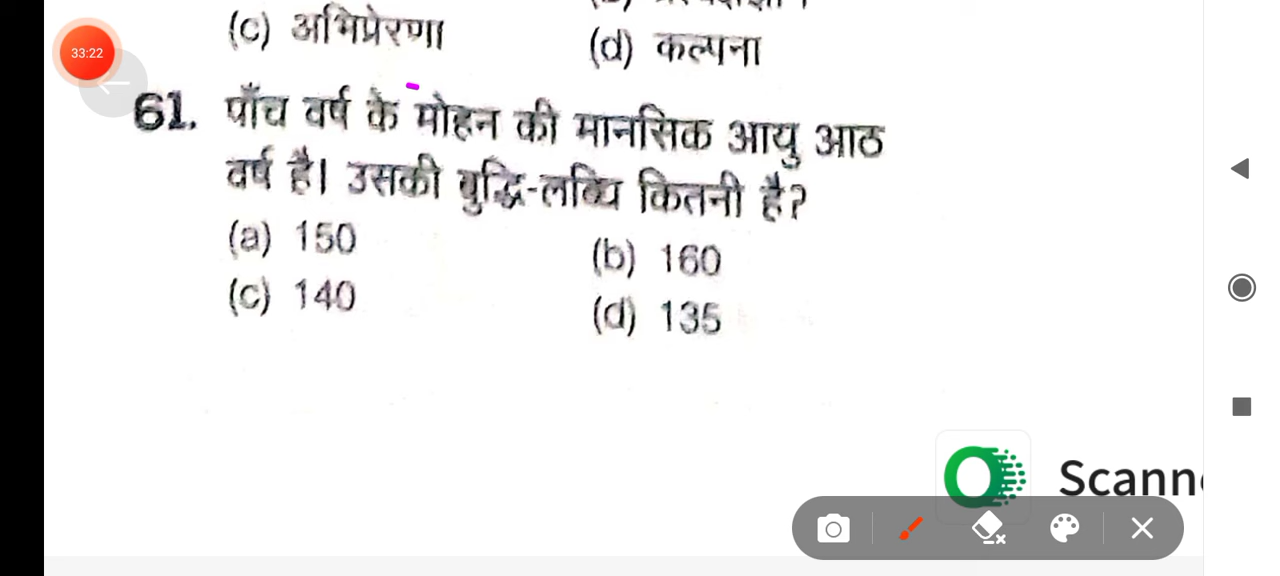 (c) अभिप्रेरणा
(d) कल्पना
33:22
61. पाँच वर्ष के मोहन की मानसिक आयु आठ
वर्ष है। उसकी बुद्धि-लब्धि कितनी है?
(a) 150
(b) 160
(c) 140
(d) 135
Scann